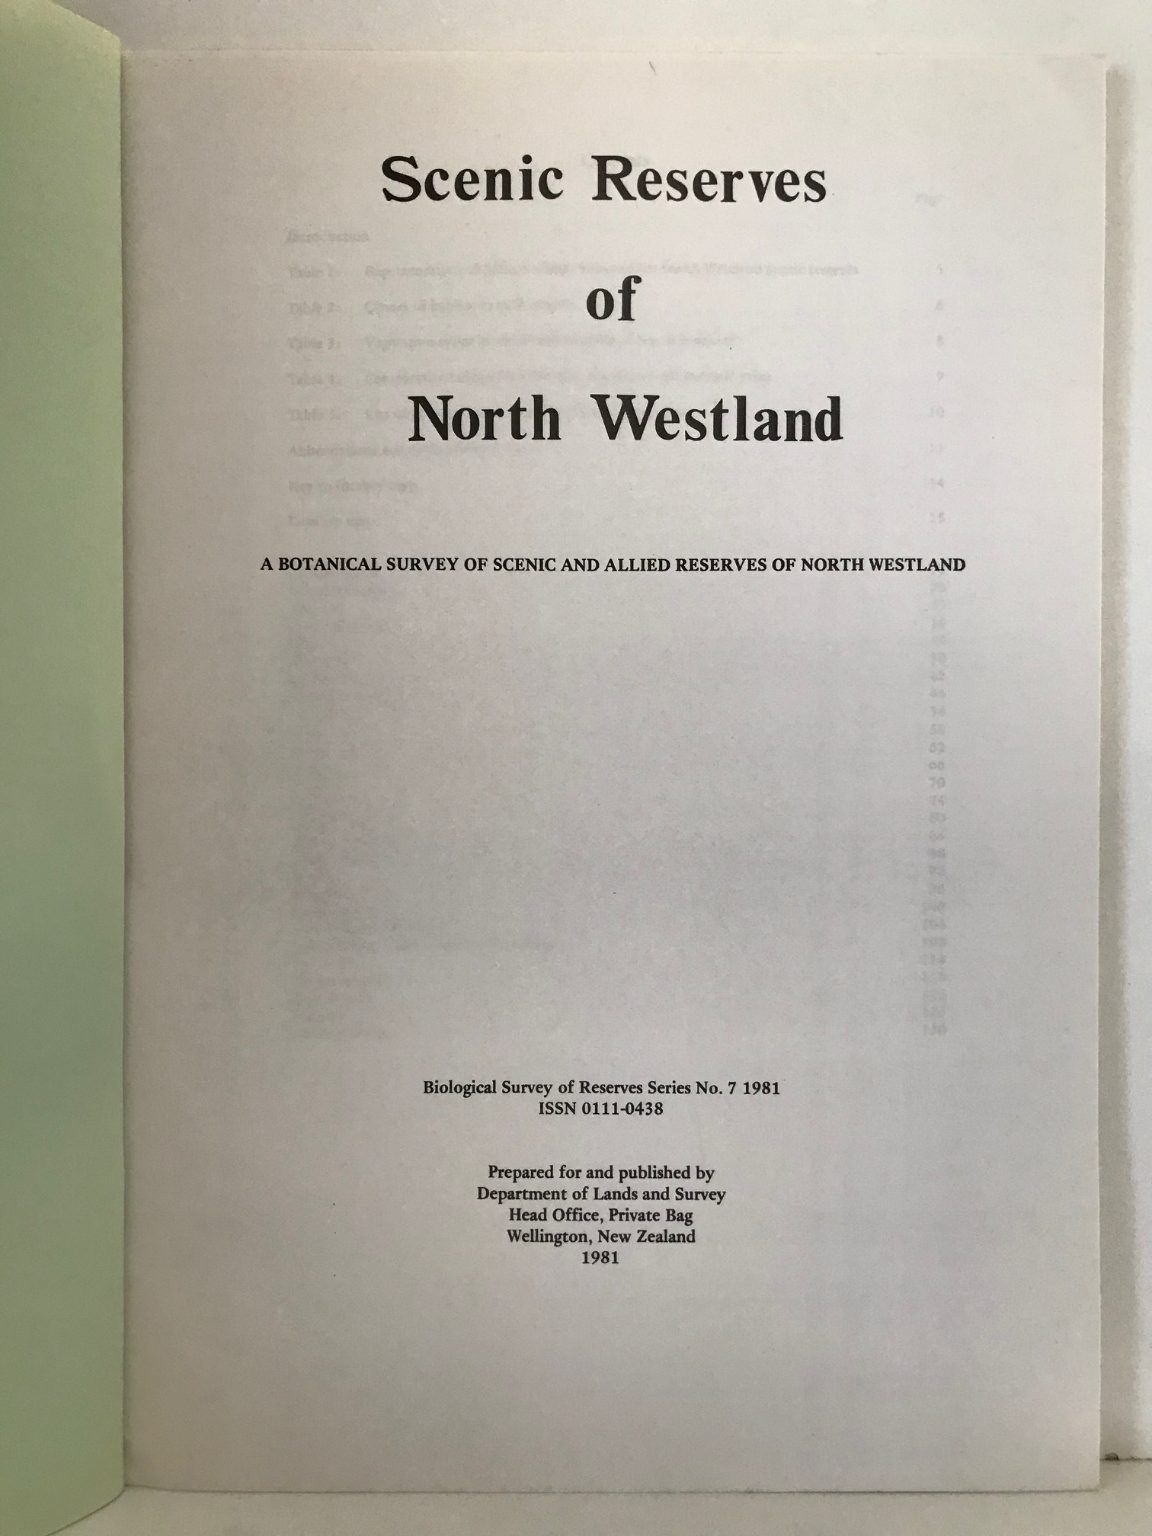 Scenic Reserves
of
North Westland
A BOTANICAL SURVEY OF SCENIC AND ALLIED RESERVES OF NORTH WESTLAND
Biological Survey of Reserves Series No. 7 1981
ISSN 0111-0438
Prepared for and published by
Department of Lands and Survey
Head Office, Private Bag
Wellington, New Zealand
1981